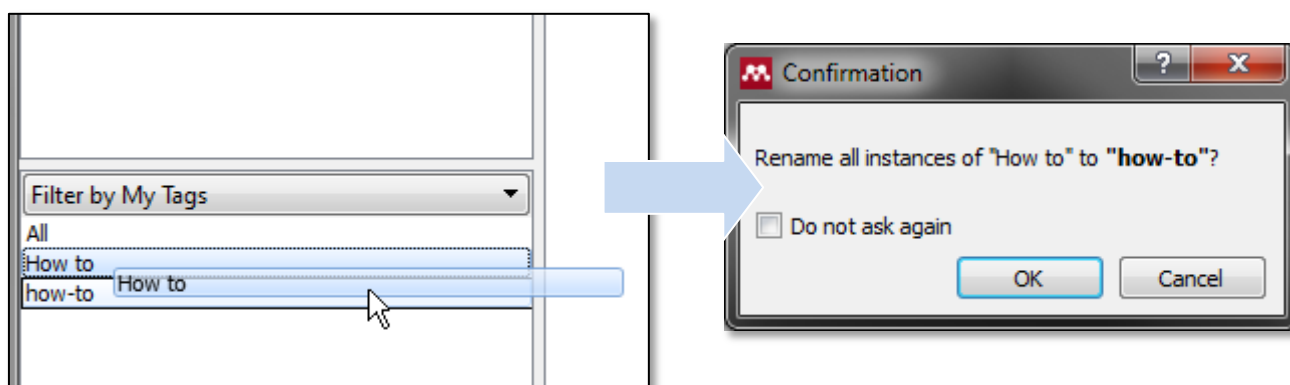 Filter by My Tags
All
How to
How to
how-to
Confirmation
?
X
Rename all instances of "How to" to "how-to"?
Do not ask again
OK
Cancel